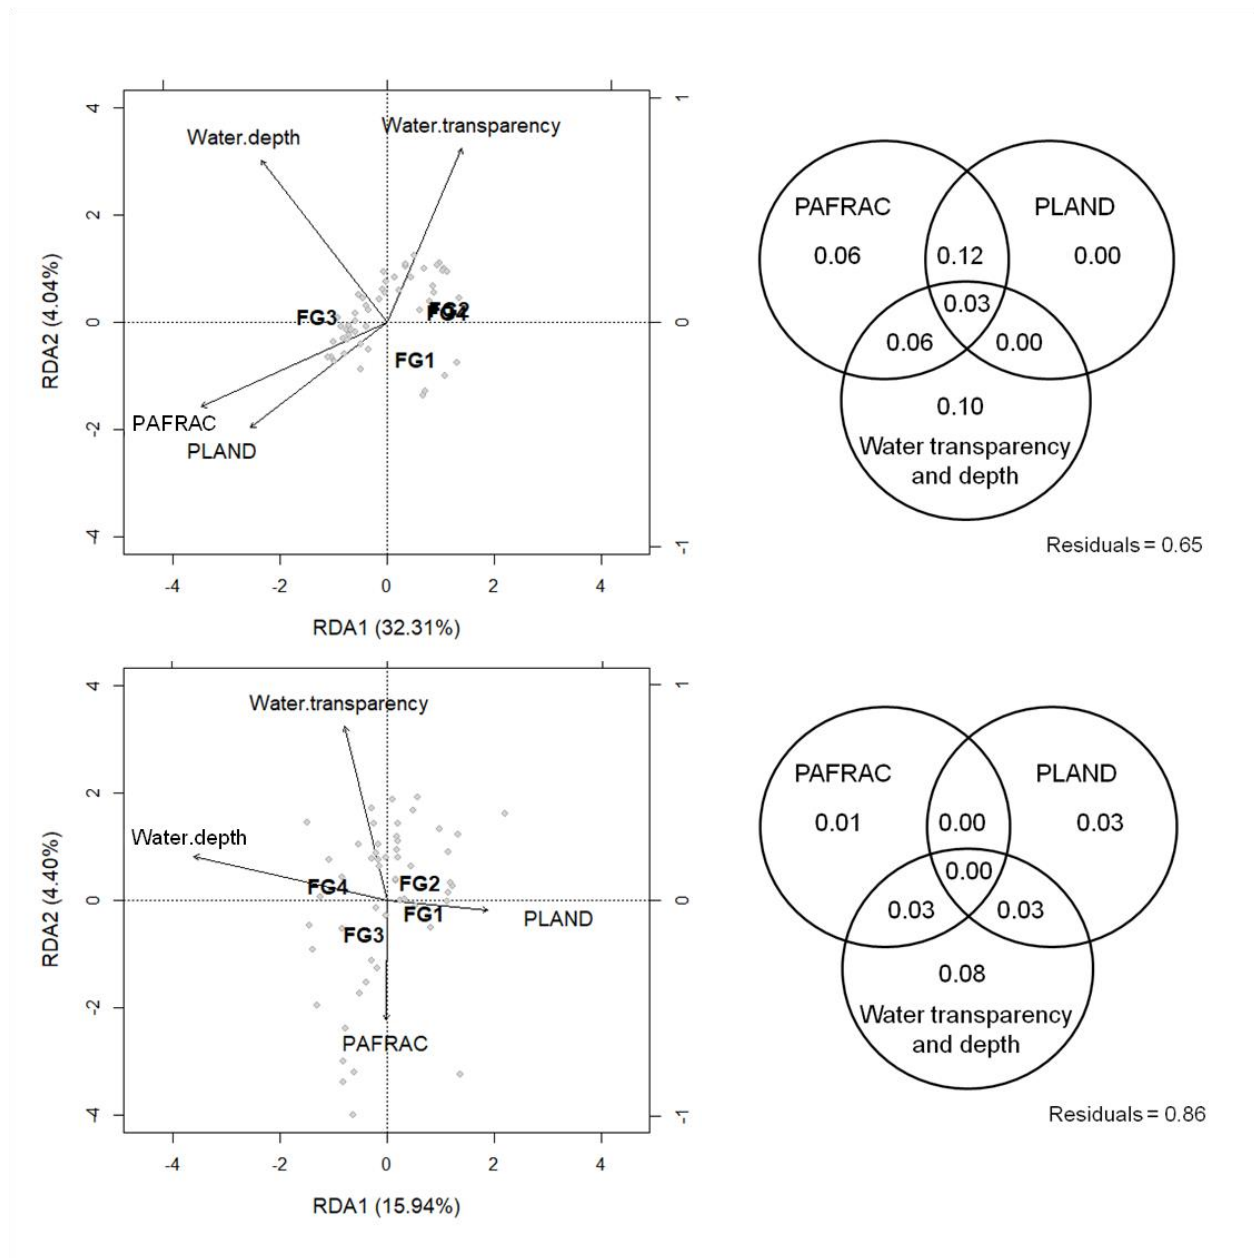 4
2
0
-2
-4
RDA2 (4.04%)
-4
-2
0
2
4
RDA1 (32.31%)
1
0
-1
Water.depth
Water.transparency
FG3
FG2
FG4
FG1
PAFRAC
PLAND
PAFRAC
PLAND
0.06
0.12
0.00
0.03
0.06
0.00
0.10
Water transparency
and depth
Residuals = 0.65
4
2
0
-2
-4
RDA2 (4.40%)
-4
-2
0
2
4
RDA1 (15.94%)
1
0
-1
Water.transparency
Water.depth
FG4
FG2
FG1
PLAND
FG3
PAFRAC
PAFRAC
PLAND
0.01
0.00
0.03
0.00
0.03
0.03
0.08
Water transparency
and depth
Residuals = 0.86